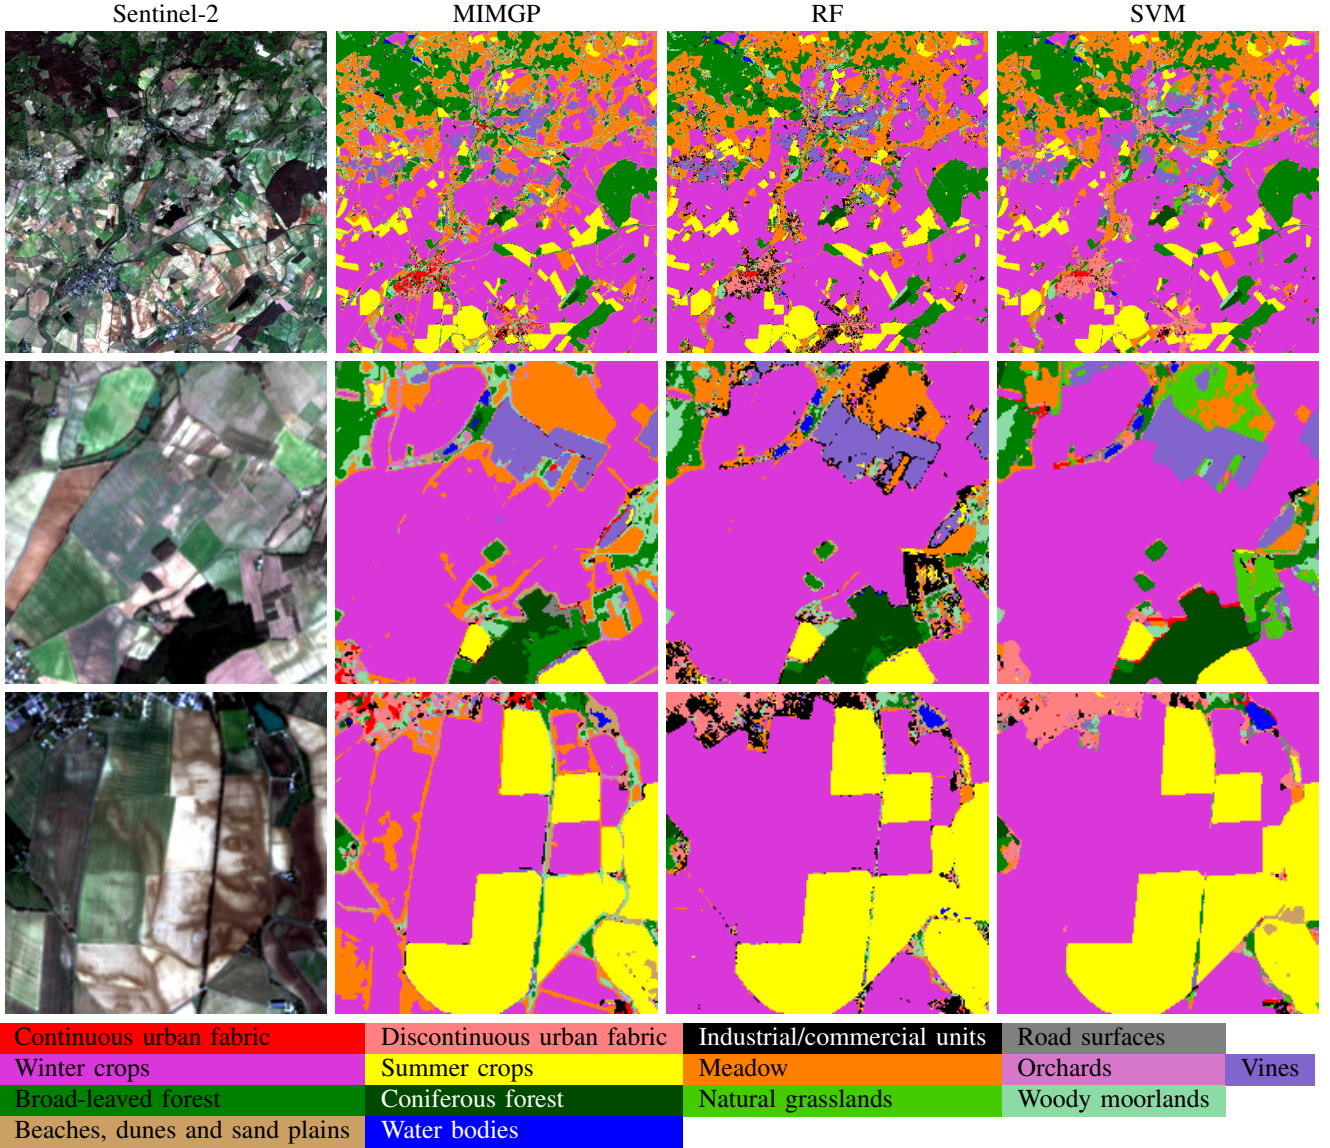 Sentinel-2 MIMGP RF SVM
Continuous urban fabric Discontinuous urban fabric Industrial/commercial units Road surfaces
Winter crops Summer crops Meadow Orchards Vines
Broad-leaved forest Coniferous forest Natural grasslands Woody moorlands
Beaches, dunes and sand plains Water bodies